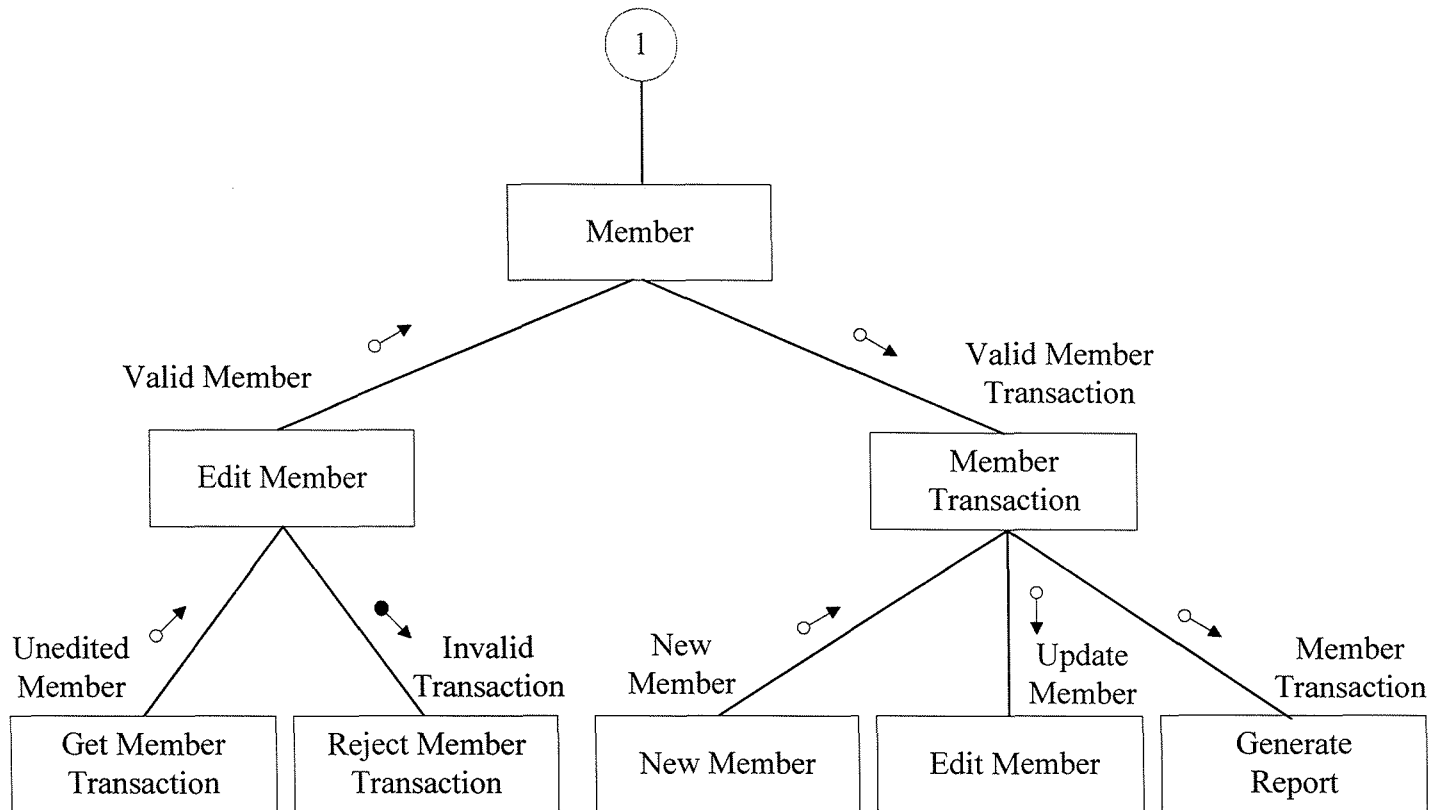 1
Member
Valid Member
Valid Member
Transaction
Edit Member
Member
Transaction
Unedited
Member
Invalid
Transaction
New
Member
Update
Member
Member
Transaction
Get Member
Transaction
Reject Member
Transaction
New Member
Edit Member
Generate
Report